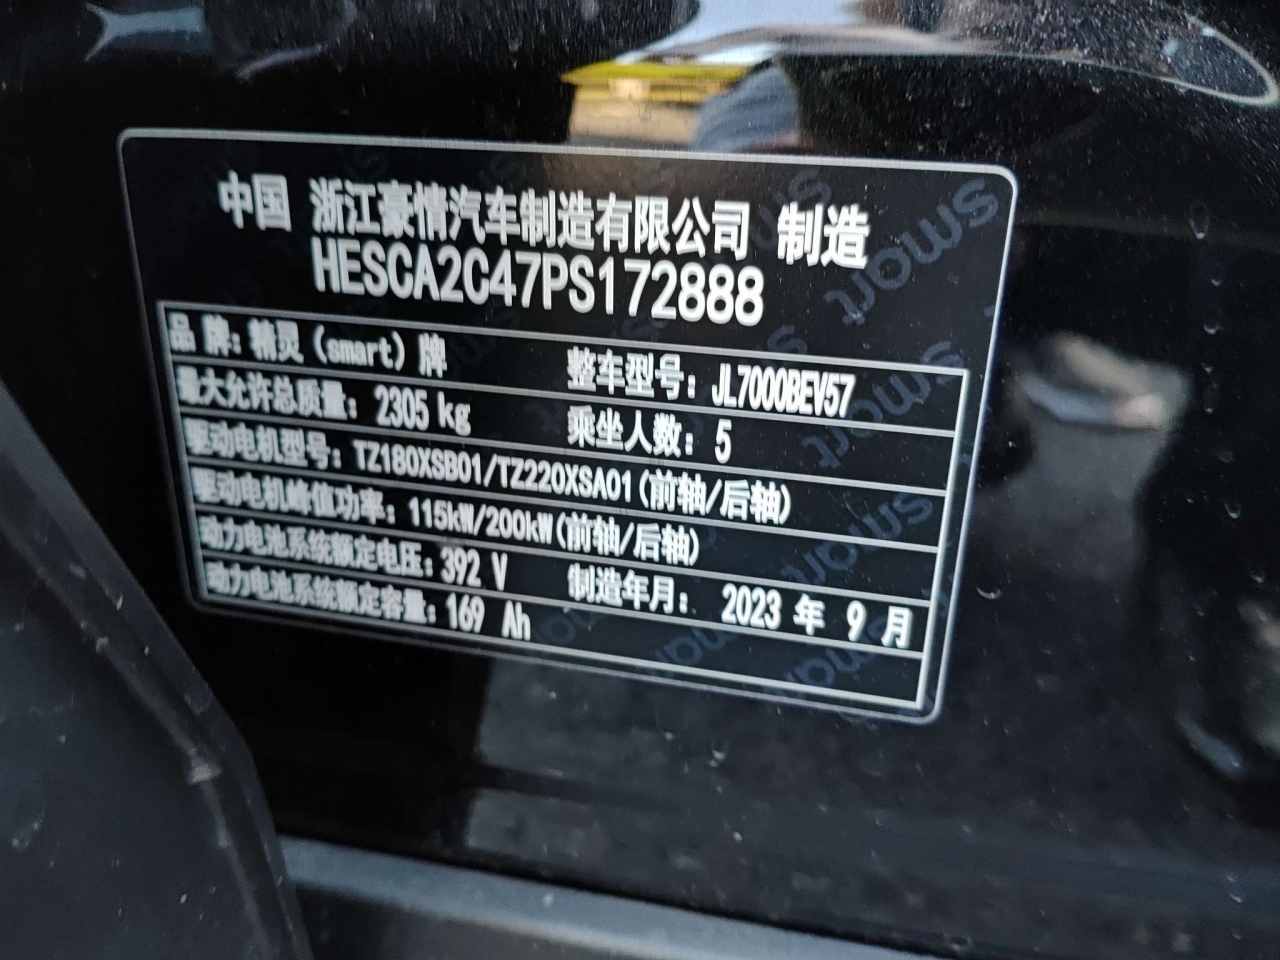 中国 浙江豪情汽车制造有限公司 制造
HESCA2C47PS172888
品 牌: 精灵 (smart) 牌 整车型号: JL7000BEV57
最大允许总质量: 2305 kg 乘坐人数: 5
驱动电机型号: TZ180XSB01/TZ220XSA01(前轴/后轴)
驱动电机峰值功率: 115kW/200kW(前轴/后轴)
动力电池系统额定电压: 392 V 制造年月: 2023 年 9 月
动力电池系统额定容量: 169 Ah